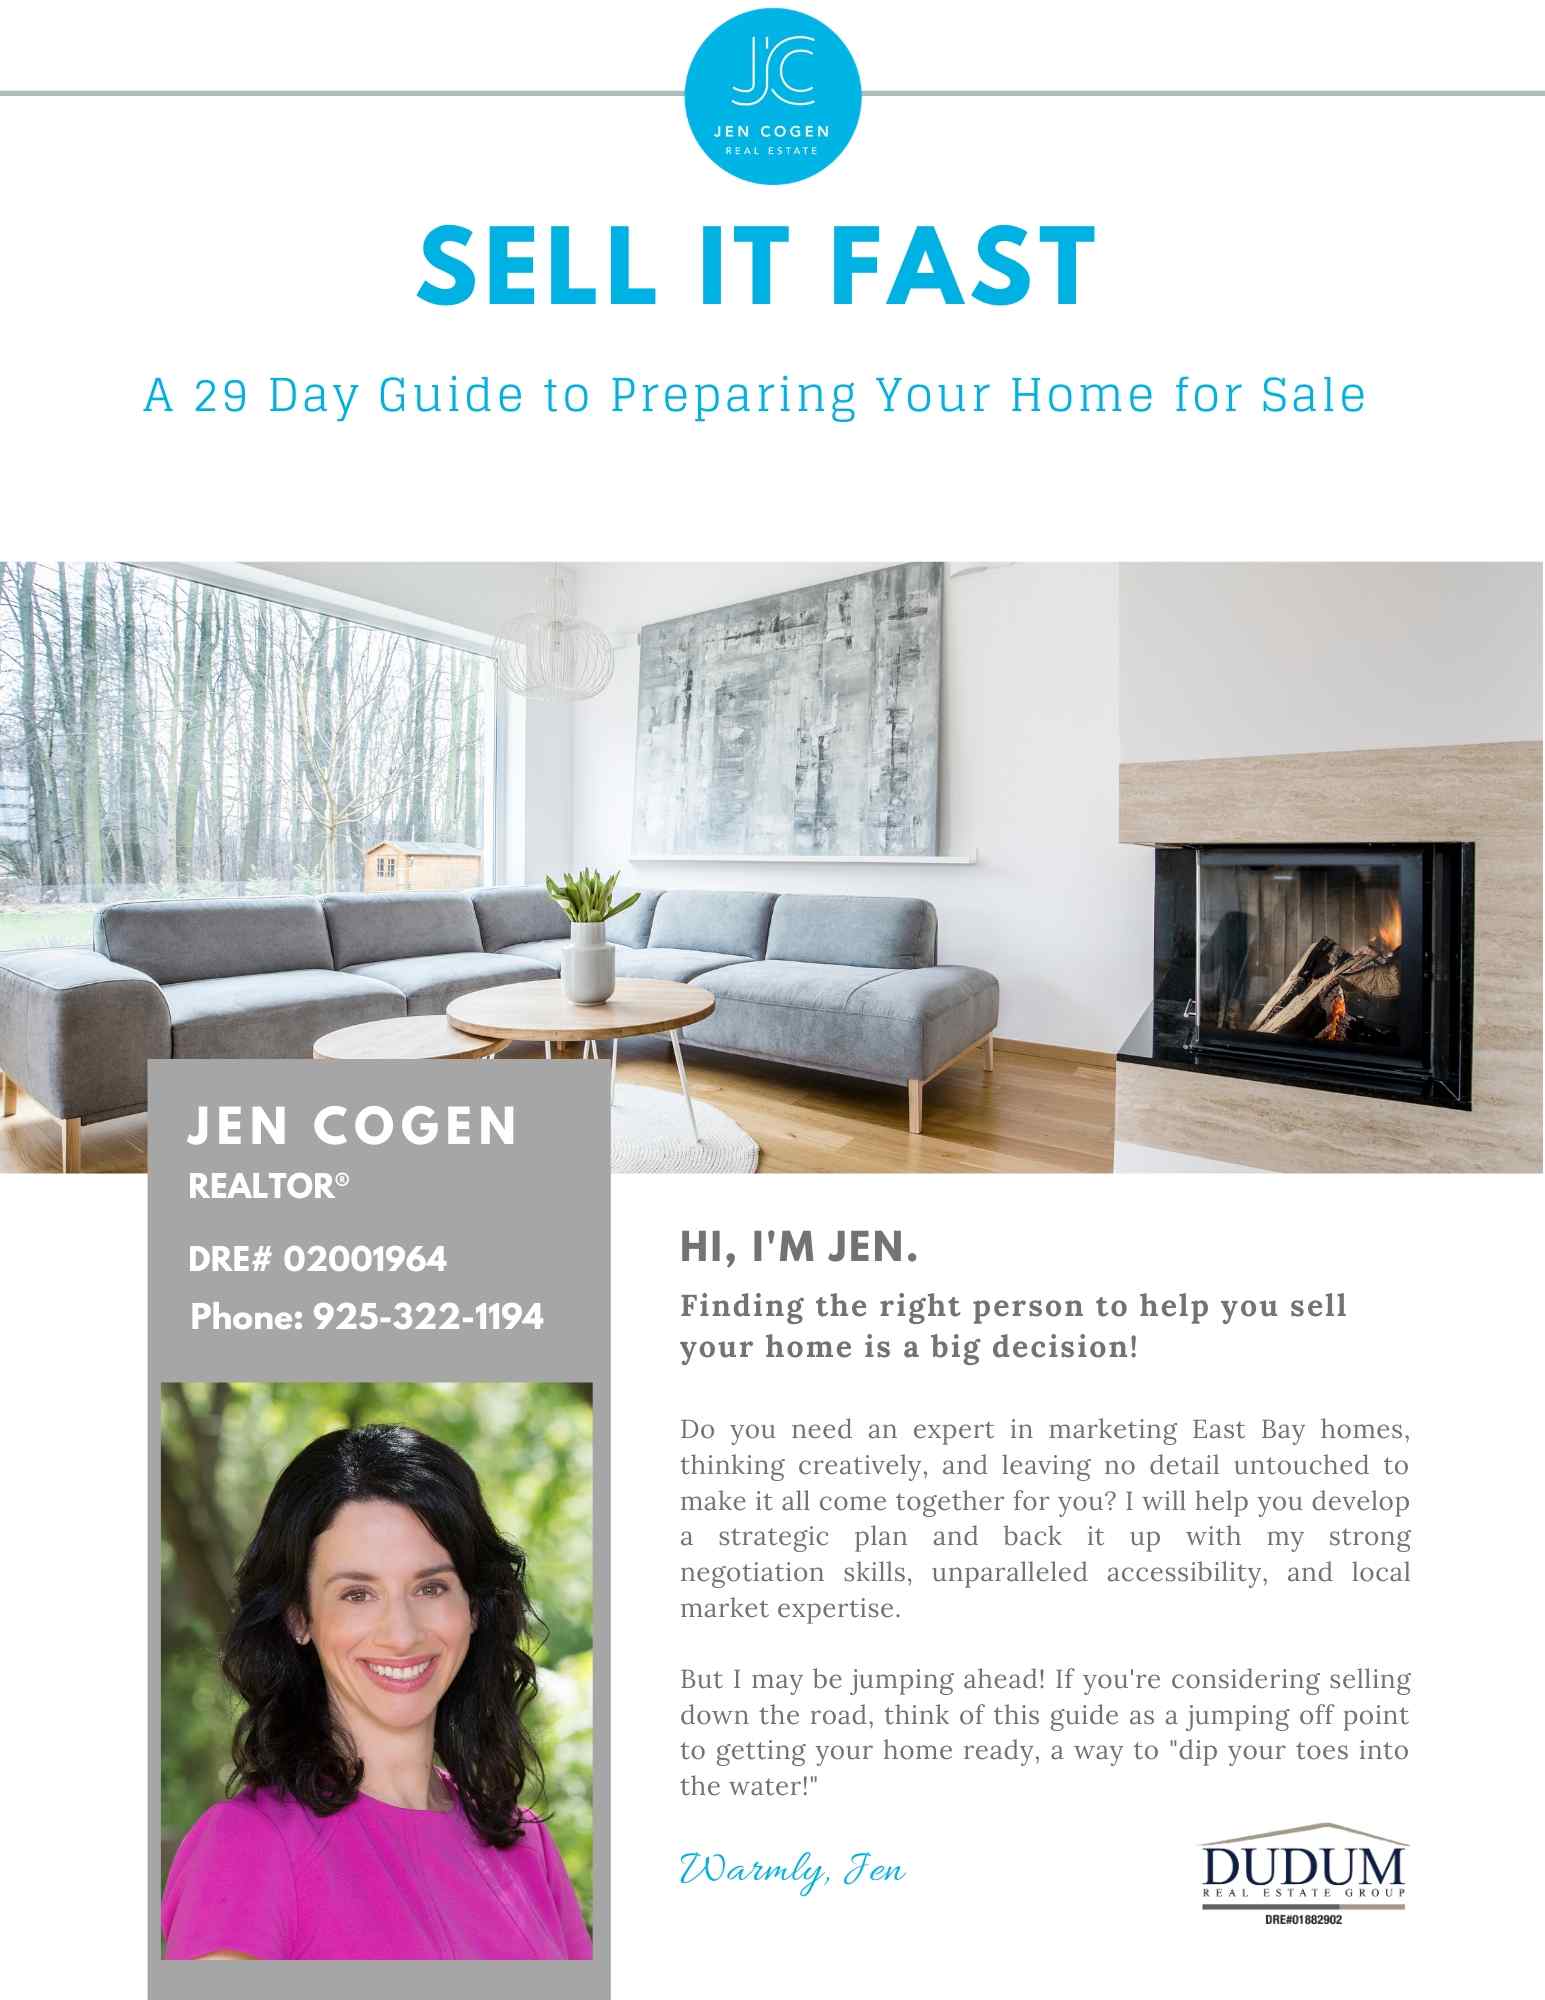 JC
JEN COGEN
REAL ESTATE
SELL IT FAST
A 29 Day Guide to Preparing Your Home for Sale
JEN COGEN
REALTOR®
DRE# 02001964
Phone: 925-322-1194
HI, I'M JEN.
Finding the right person to help you sell
your home is a big decision!
Do you need an expert in marketing East Bay homes,
thinking creatively, and leaving no detail untouched to
make it all come together for you? I will help you develop
a strategic plan and back it up with my strong
negotiation skills, unparalleled accessibility, and local
market expertise.
But I may be jumping ahead! If you're considering selling
down the road, think of this guide as a jumping off point
to getting your home ready, a way to "dip your toes into
the water!"
Warmly, Jen
DUDUM
REAL ESTATE GROUP
DRE#01882902